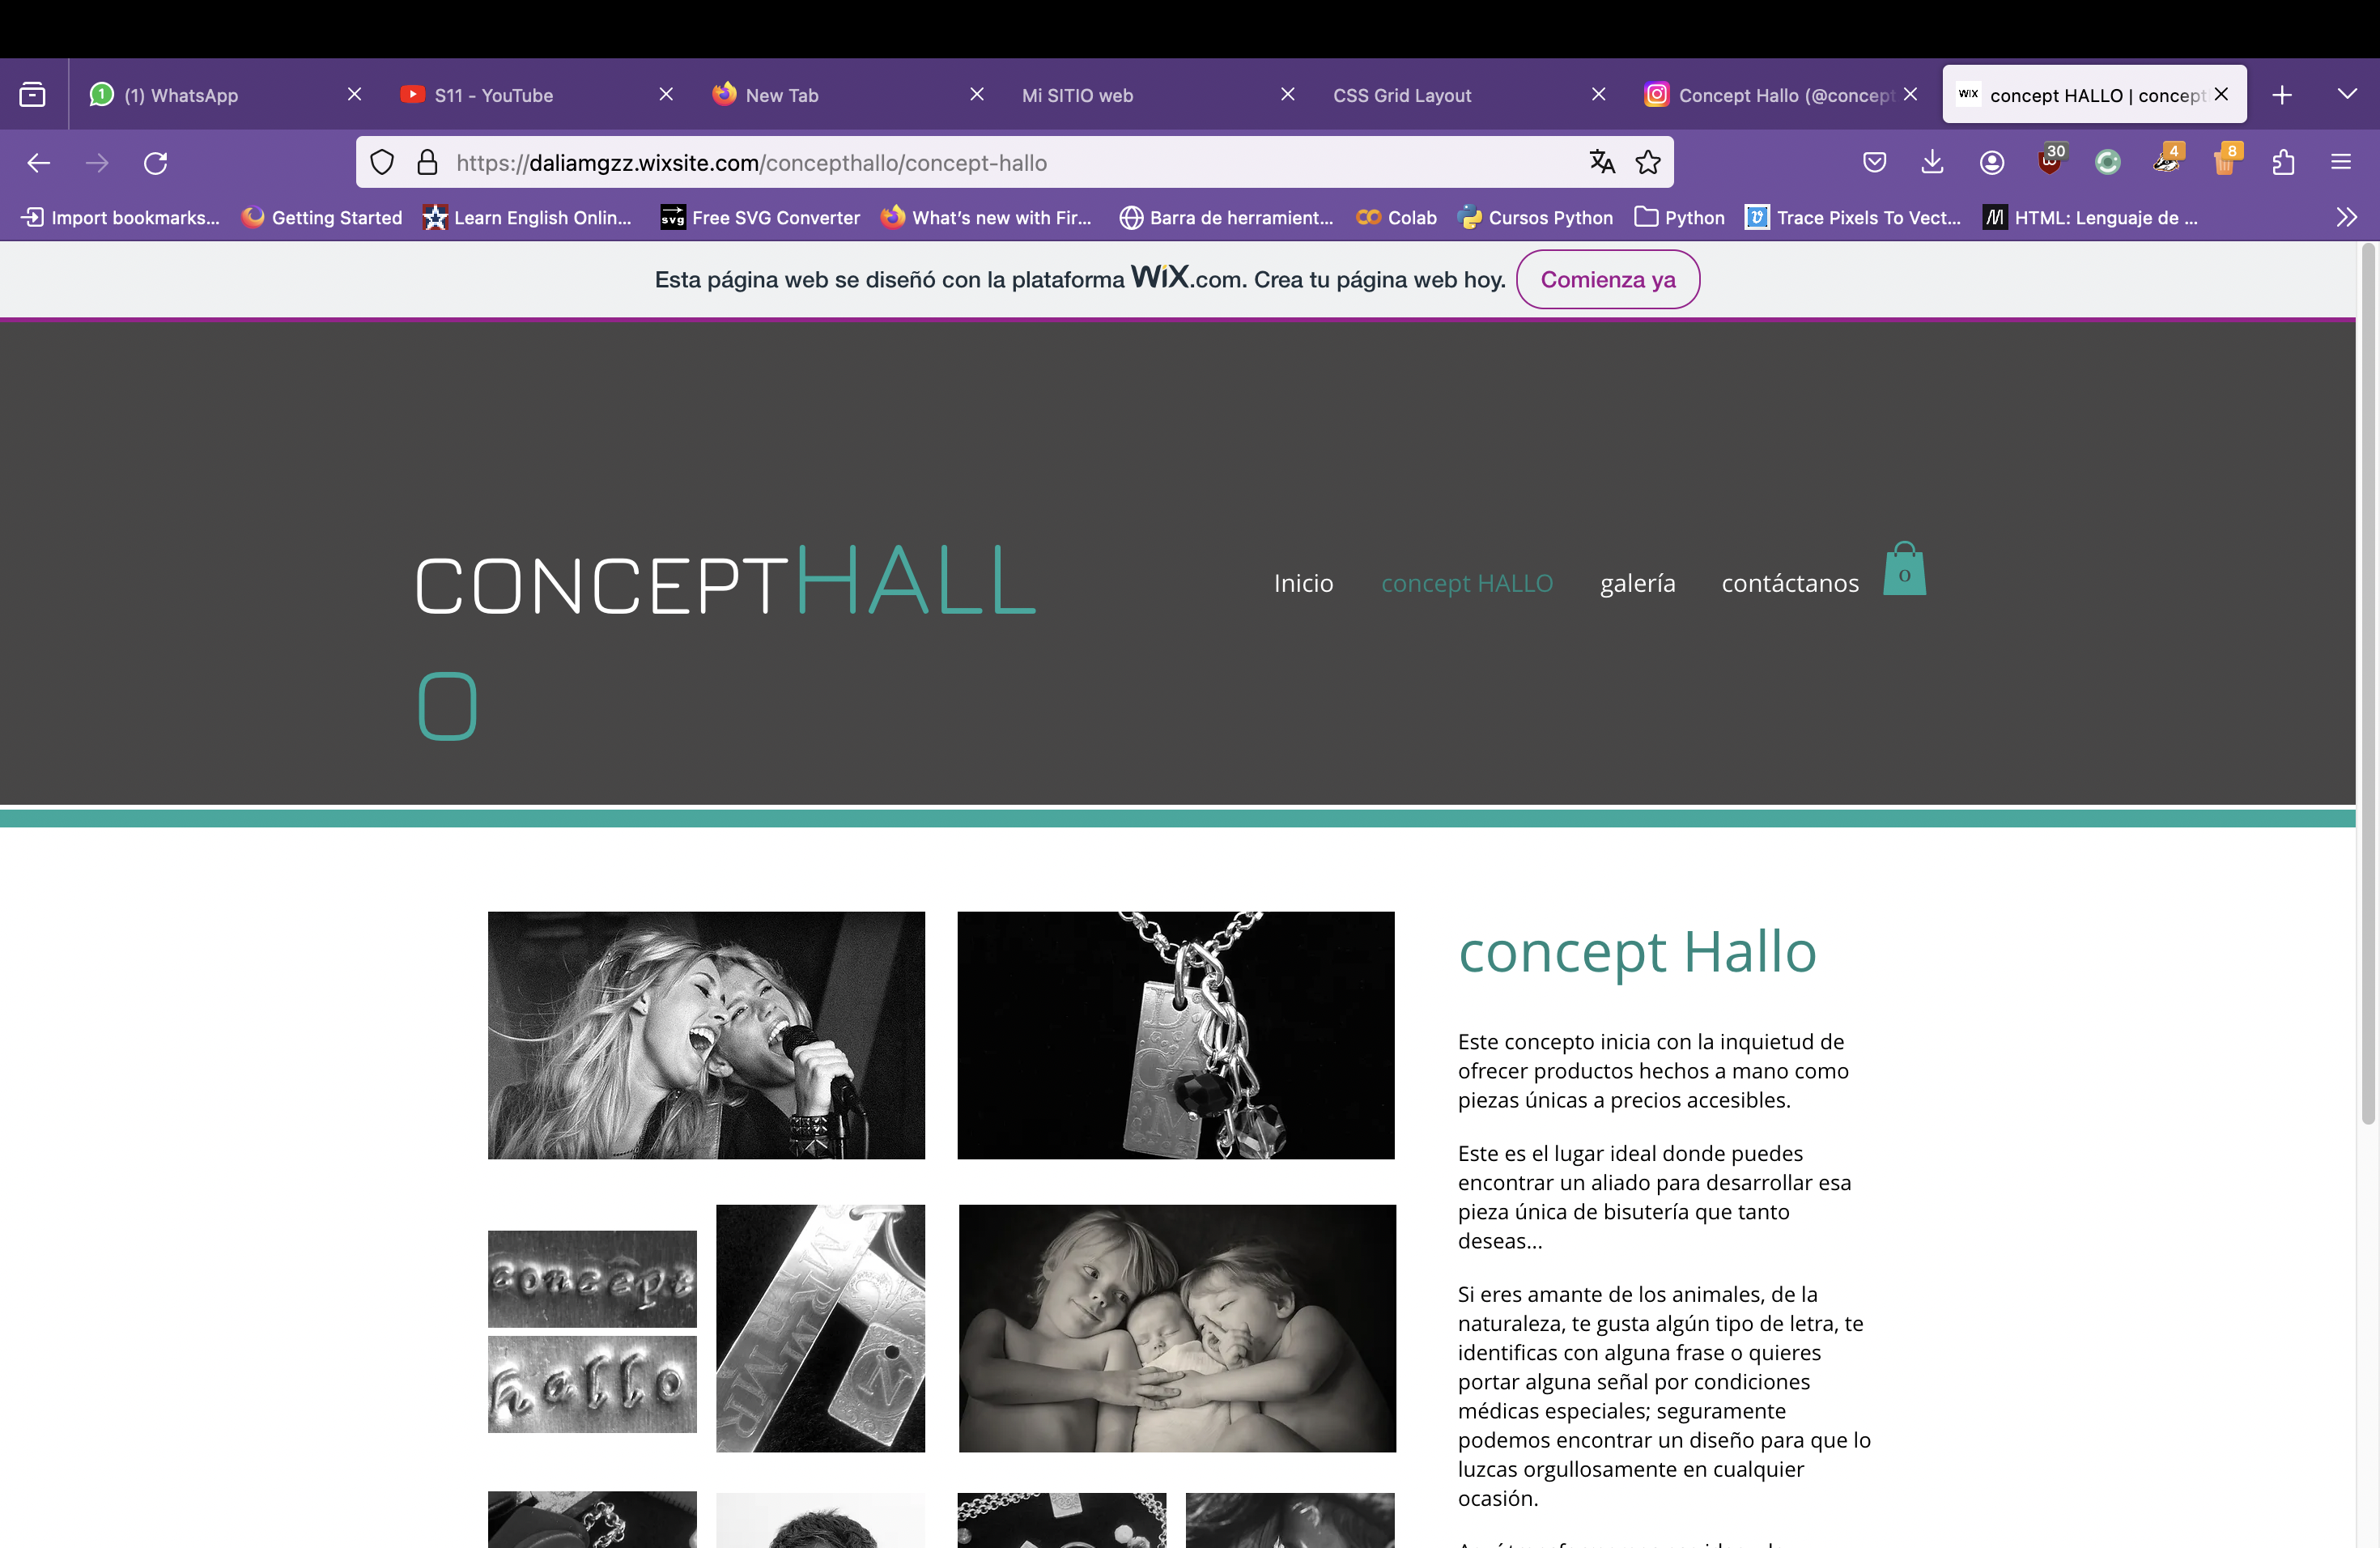 1 (1) WhatsApp
S11 - YouTube
New Tab
Mi SITIO web
CSS Grid Layout
Concept Hallo (@concept
WiX concept HALLO | concept
https://daliamgzz.wixsite.com/concepthallo/concept-hallo
30
4
8
Import bookmarks...
Getting Started
Learn English Onlin...
svg Free SVG Converter
What's new with Fir...
Barra de herramient...
Colab
Cursos Python
Python
Trace Pixels To Vect...
HTML: Lenguaje de ...
Esta página web se diseñó con la plataforma WiX.com. Crea tu página web hoy. Comienza ya
CONCEPTHALL
O
Inicio
concept HALLO
galería
contáctanos
0
concept
hallo
concept Hallo
Este concepto inicia con la inquietud de
ofrecer productos hechos a mano como
piezas únicas a precios accesibles.
Este es el lugar ideal donde puedes
encontrar un aliado para desarrollar esa
pieza única de bisutería que tanto
deseas...
Si eres amante de los animales, de la
naturaleza, te gusta algún tipo de letra, te
identificas con alguna frase o quieres
portar alguna señal por condiciones
médicas especiales; seguramente
podemos encontrar un diseño para que lo
luzcas orgullosamente en cualquier
ocasión.